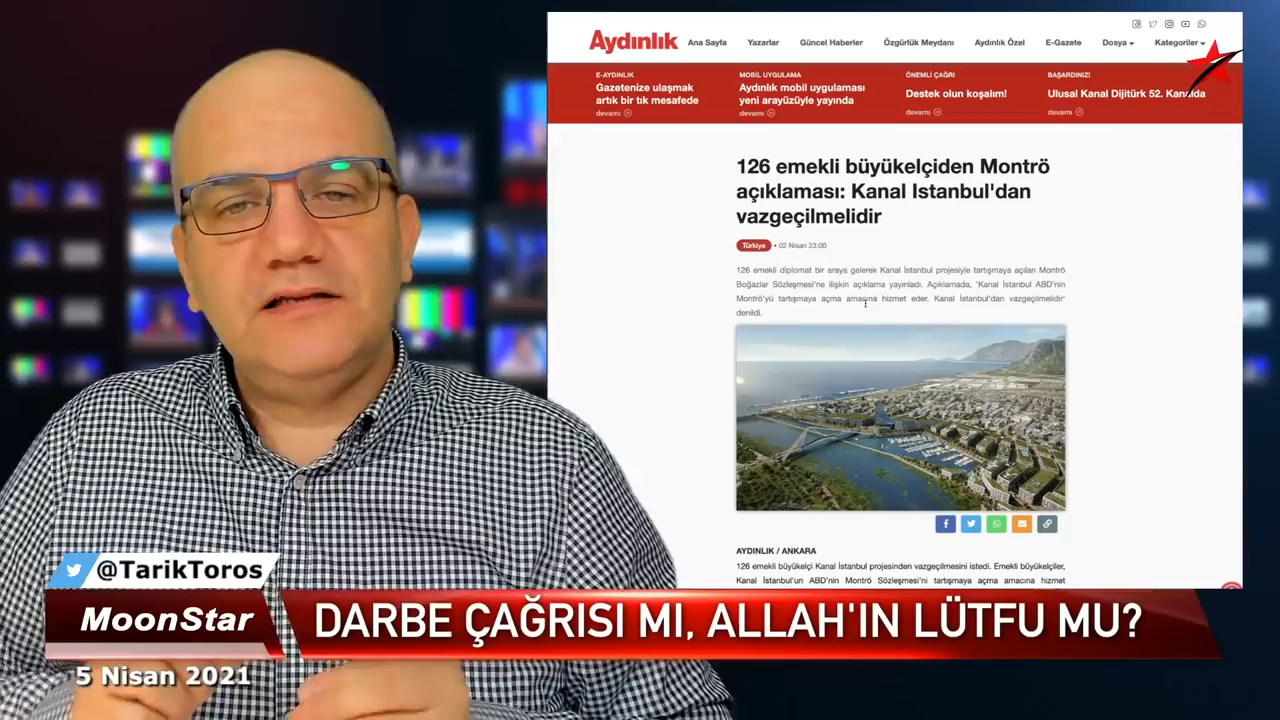 Aydınlık
Ana Sayfa
Yazarlar
Güncel Haberler
Özgürlük Meydanı
Aydınlık Özel
E-Gazete
Dosya
Kategoriler
E-AYDINLIK
Gazetenize ulaşmak
artık bir tık mesafede
devamı
MOBİL UYGULAMA
Aydınlık mobil uygulaması
yeni arayüzüyle yayında
devamı
ÖNEMLİ ÇAĞRI
Destek olun koşalım!
devamı
BAŞARDINIZI
Ulusal Kanal Dijitürk 52. Kanalda
devamı
126 emekli büyükelçiden Montrö
açıklaması: Kanal Istanbul'dan
vazgeçilmelidir
Türkiye • 02 Nisan 23:00
126 emekli diplomat bir araya gelerek Kanal İstanbul projesiyle tartışmaya açılan Montrö
Boğazlar Sözleşmesi'ne ilişkin açıklama yayınladı. Açıklamada, 'Kanal İstanbul ABD'nin
Montrö'yü tartışmaya açma amacına hizmet eder. Kanal İstanbul'dan vazgeçilmelidir'
denildi.
AYDINLIK / ANKARA
126 emekli büyükelçi Kanal İstanbul projesinden vazgeçilmesini istedi. Emekli büyükelçiler,
Kanal İstanbul'un ABD'nin Montrö Sözleşmesi'ni tartışmaya açma amacına hizmet
@TarikToros
MoonStar
DARBE ÇAĞRISI MI, ALLAH'IN LÜTFU MU?
5 Nisan 2021